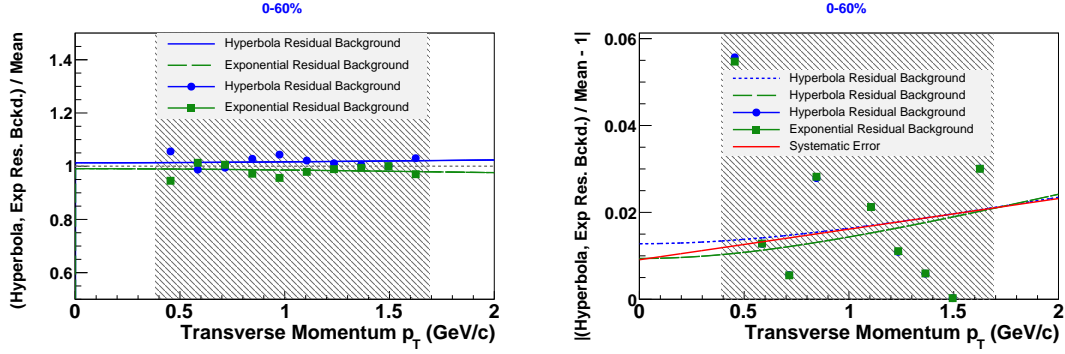 0-60%
(Hyperbola, Exp Res. Bckd.) / Mean
1.4
1.2
1
0.8
0.6
Hyperbola Residual Background
Exponential Residual Background
Hyperbola Residual Background
Exponential Residual Background
0 0.5 1 1.5 2
Transverse Momentum p_T (GeV/c)
0-60%
|(Hyperbola, Exp Res. Bckd.) / Mean - 1|
0.06
0.04
0.02
0
Hyperbola Residual Background
Hyperbola Residual Background
Hyperbola Residual Background
Exponential Residual Background
Systematic Error
0 0.5 1 1.5 2
Transverse Momentum p_T (GeV/c)